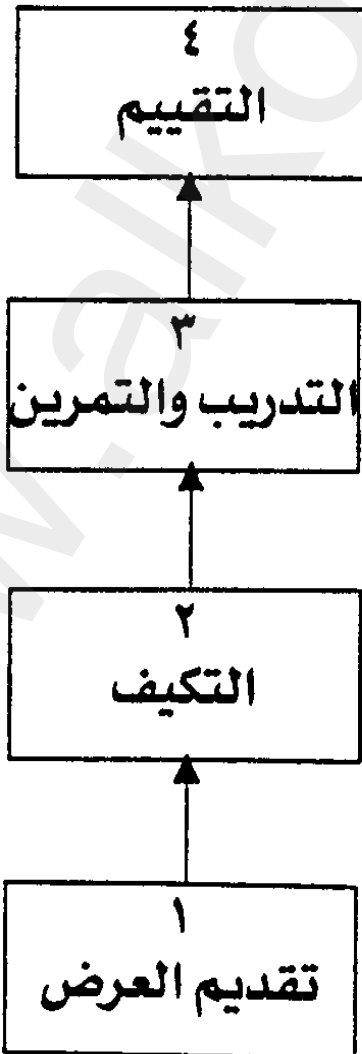 ٤
التقييم
٣
التدريب والتمرين
٢
التكيف
١
تقديم العرض